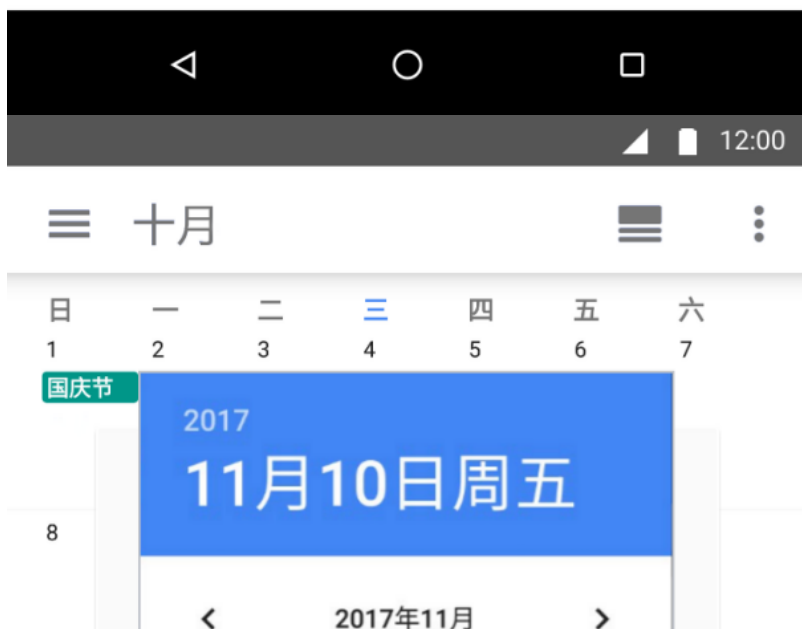 12:00
十月
日 一 二 三 四 五 六
1 2 3 4 5 6 7
国庆节
2017
11月10日周五
8
2017年11月